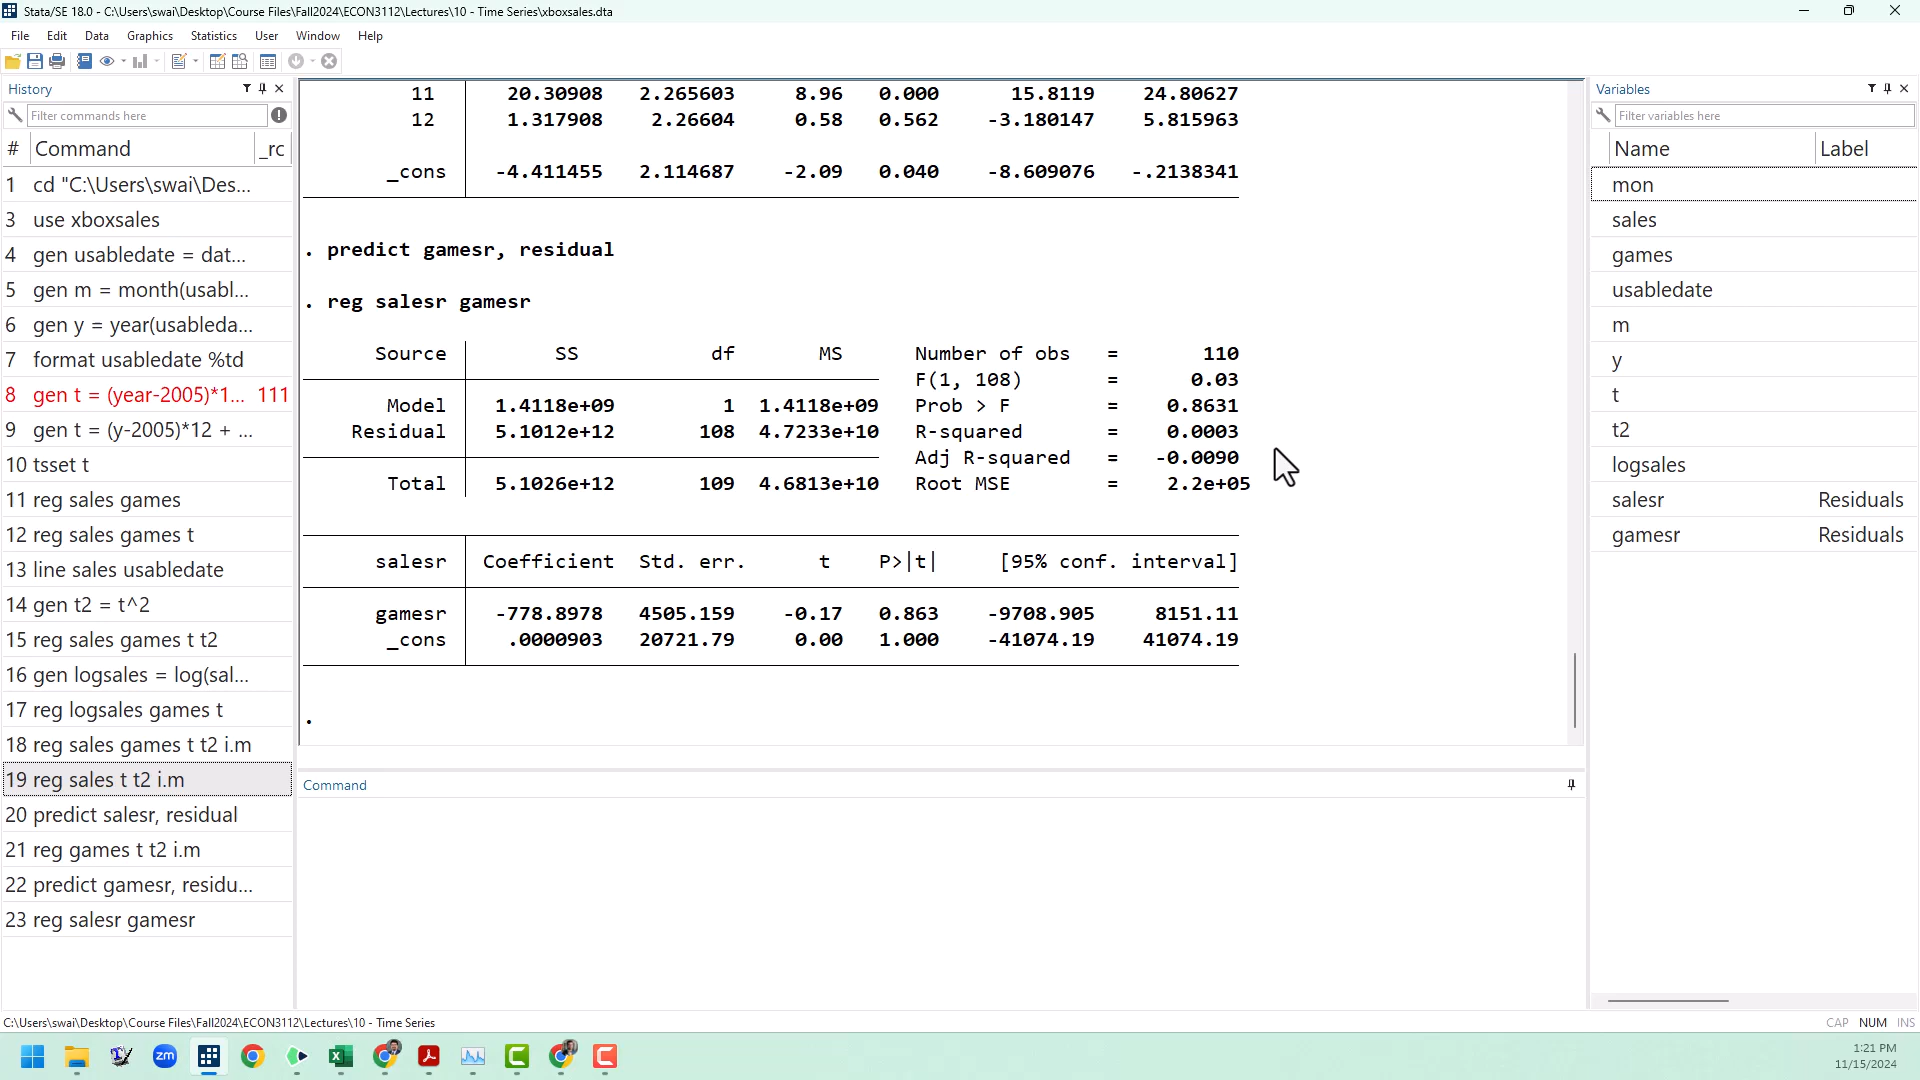 Stata/SE 18.0 - C:\Users\swai\Desktop\Course Files\Fall2024\ECON3112\Lectures\10 - Time Series\xboxsales.dta
File Edit Data Graphics Statistics User Window Help
History
Filter commands here
# Command _rc
1 cd "C:\Users\swai\Des...
3 use xboxsales
4 gen usabledate = dat...
5 gen m = month(usabl...
6 gen y = year(usableda...
7 format usabledate %td
8 gen t = (year-2005)*1... 111
9 gen t = (y-2005)*12 + ...
10 tsset t
11 reg sales games
12 reg sales games t
13 line sales usabledate
14 gen t2 = t^2
15 reg sales games t t2
16 gen logsales = log(sal...
17 reg logsales games t
18 reg sales games t t2 i.m
19 reg sales t t2 i.m
20 predict salesr, residual
21 reg games t t2 i.m
22 predict gamesr, residu...
23 reg salesr gamesr
11 20.30908 2.265603 8.96 0.000 15.8119 24.80627
12 1.317908 2.26604 0.58 0.562 -3.180147 5.815963
_cons -4.411455 2.114687 -2.09 0.040 -8.609076 -.2138341
. predict gamesr, residual
. reg salesr gamesr
Source SS df MS Number of obs = 110
F(1, 108) = 0.03
Model 1.4118e+09 1 1.4118e+09 Prob > F = 0.8631
Residual 5.1012e+12 108 4.7233e+10 R-squared = 0.0003
Adj R-squared = -0.0090
Total 5.1026e+12 109 4.6813e+10 Root MSE = 2.2e+05
salesr Coefficient Std. err. t P>|t| [95% conf. interval]
gamesr -778.8978 4505.159 -0.17 0.863 -9708.905 8151.11
_cons .0000903 20721.79 0.00 1.000 -41074.19 41074.19
.
Command
Variables
Filter variables here
Name Label
mon
sales
games
usabledate
m
y
t
t2
logsales
salesr Residuals
gamesr Residuals
C:\Users\swai\Desktop\Course Files\Fall2024\ECON3112\Lectures\10 - Time Series
CAP NUM INS
zm
1:21 PM
11/15/2024